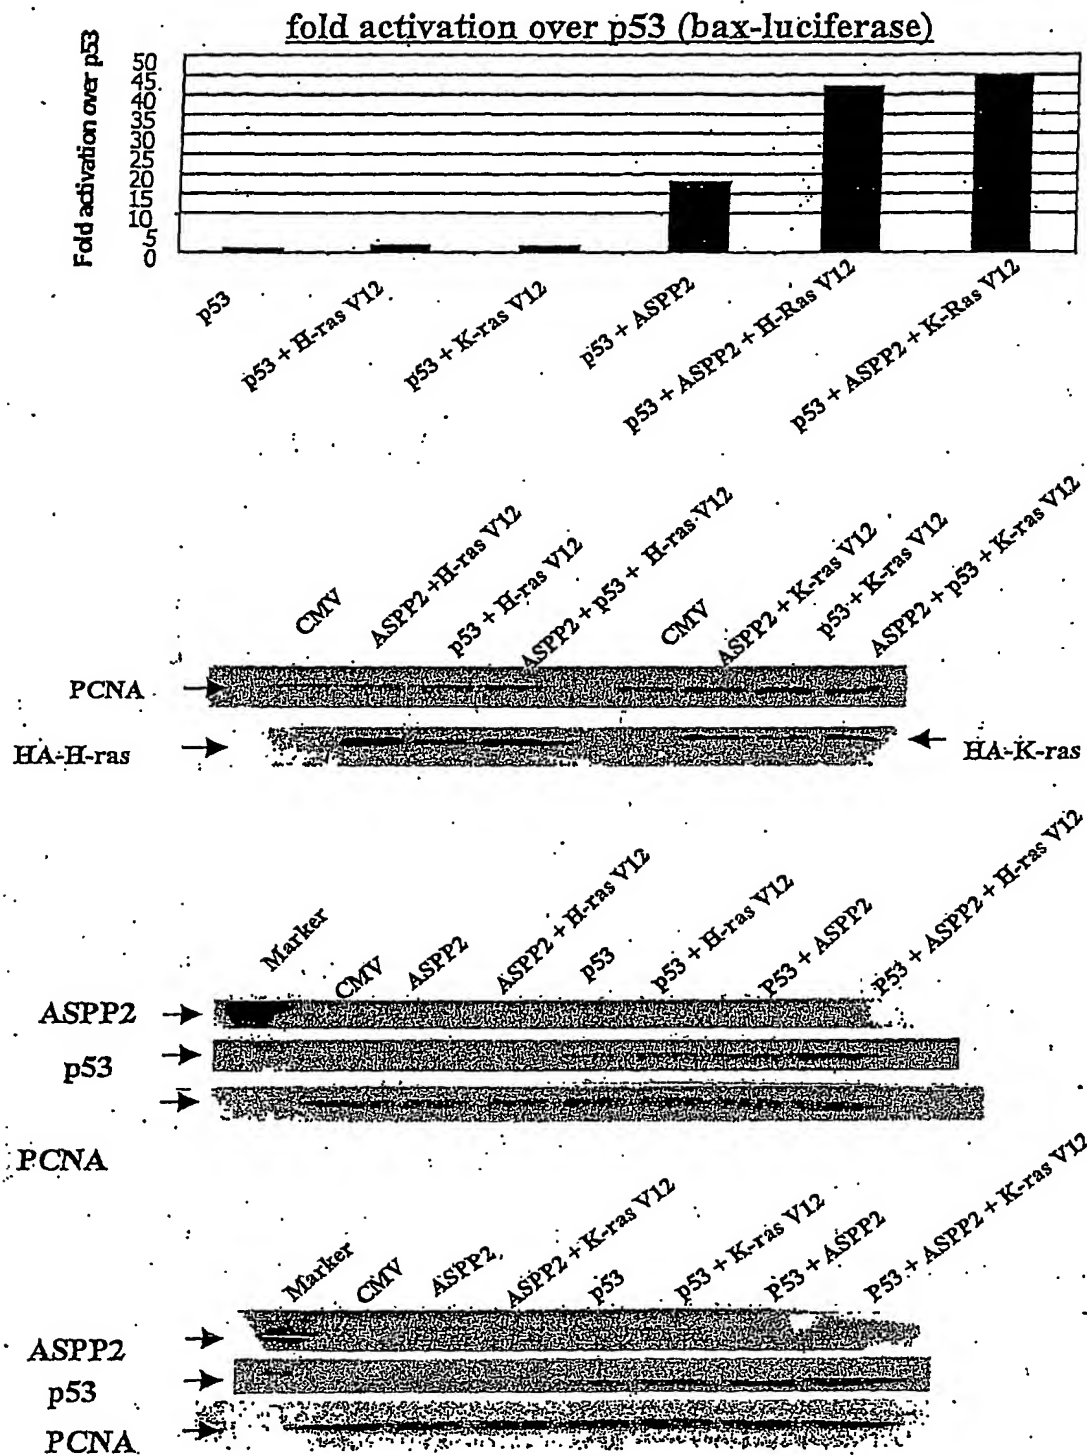 fold activation over p53 (bax-luciferase)
Fold activation over p53
50
45
40
35
30
25
20
15
10
5
0
p53
p53 + H-ras V12
p53 + K-ras V12
p53 + ASPP2
p53 + ASPP2 + H-Ras V12
p53 + ASPP2 + K-Ras V12
CMV
ASPP2 +H-ras V12
p53 + H-ras V12
ASPP2 + p53 + H-ras V12
CMV
ASPP2 + K-ras V12
p53 + K-ras V12
ASPP2 + p53 + K-ras V12
PCNA
HA-H-ras
HA-K-ras
Marker
CMV
ASPP2
ASPP2 + H-ras V12
p53
p53 + H-ras V12
P53 + ASPP2
P53 + ASPP2 + H-ras V12
ASPP2
p53
PCNA
Marker
CMV
ASPP2
ASPP2 + K-ras V12
p53
p53 + K-ras V12
P53 + ASPP2
P53 + ASPP2 + K-ras V12
ASPP2
p53
PCNA